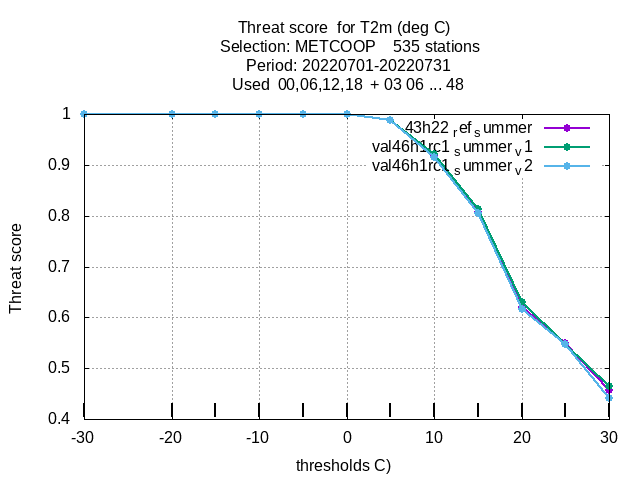 Threat score  for T2m (deg C)
Selection: METCOOP    535 stations
Period: 20220701-20220731
Used  00,06,12,18  + 03 06 ... 48
43h22 ref summer
val46h1rc1 summer v1
val46h1rc1 summer v2
1
0.9
0.8
0.7
0.6
0.5
0.4
Threat score
-30 -20 -10 0 10 20 30
thresholds C)